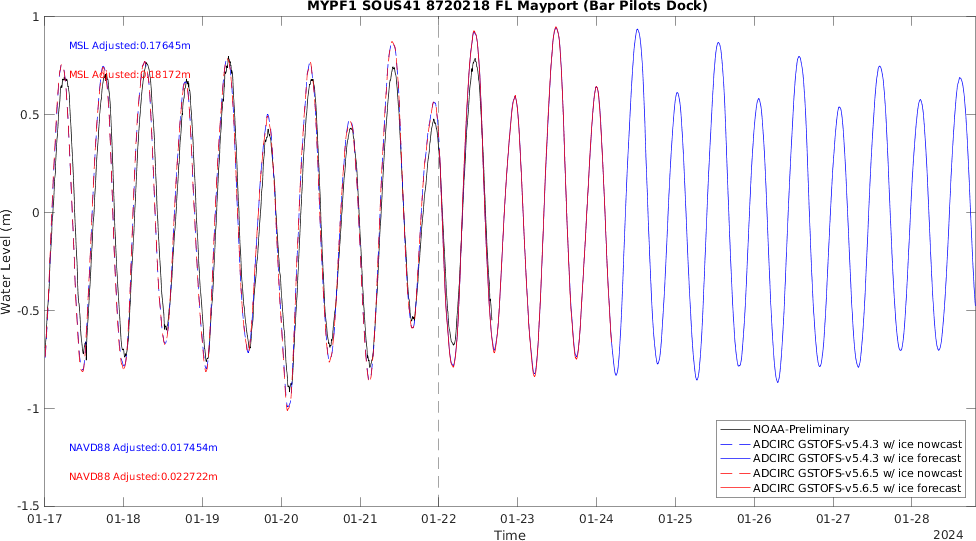 MYPF1 SOUS41 8720218 FL Mayport (Bar Pilots Dock)
1
0.5
0
-0.5
-1
-1.5
Water Level (m)
MSL Adjusted:0.17645m
MSL Adjusted:0.18172m
NAVD88 Adjusted:0.017454m
NAVD88 Adjusted:0.022722m
NOAA-Preliminary
ADCIRC GSTOFS-v5.4.3 w/ ice nowcast
ADCIRC GSTOFS-v5.4.3 w/ ice forecast
ADCIRC GSTOFS-v5.6.5 w/ ice nowcast
ADCIRC GSTOFS-v5.6.5 w/ ice forecast
01-17 01-18 01-19 01-20 01-21 01-22 01-23 01-24 01-25 01-26 01-27 01-28
Time
2024